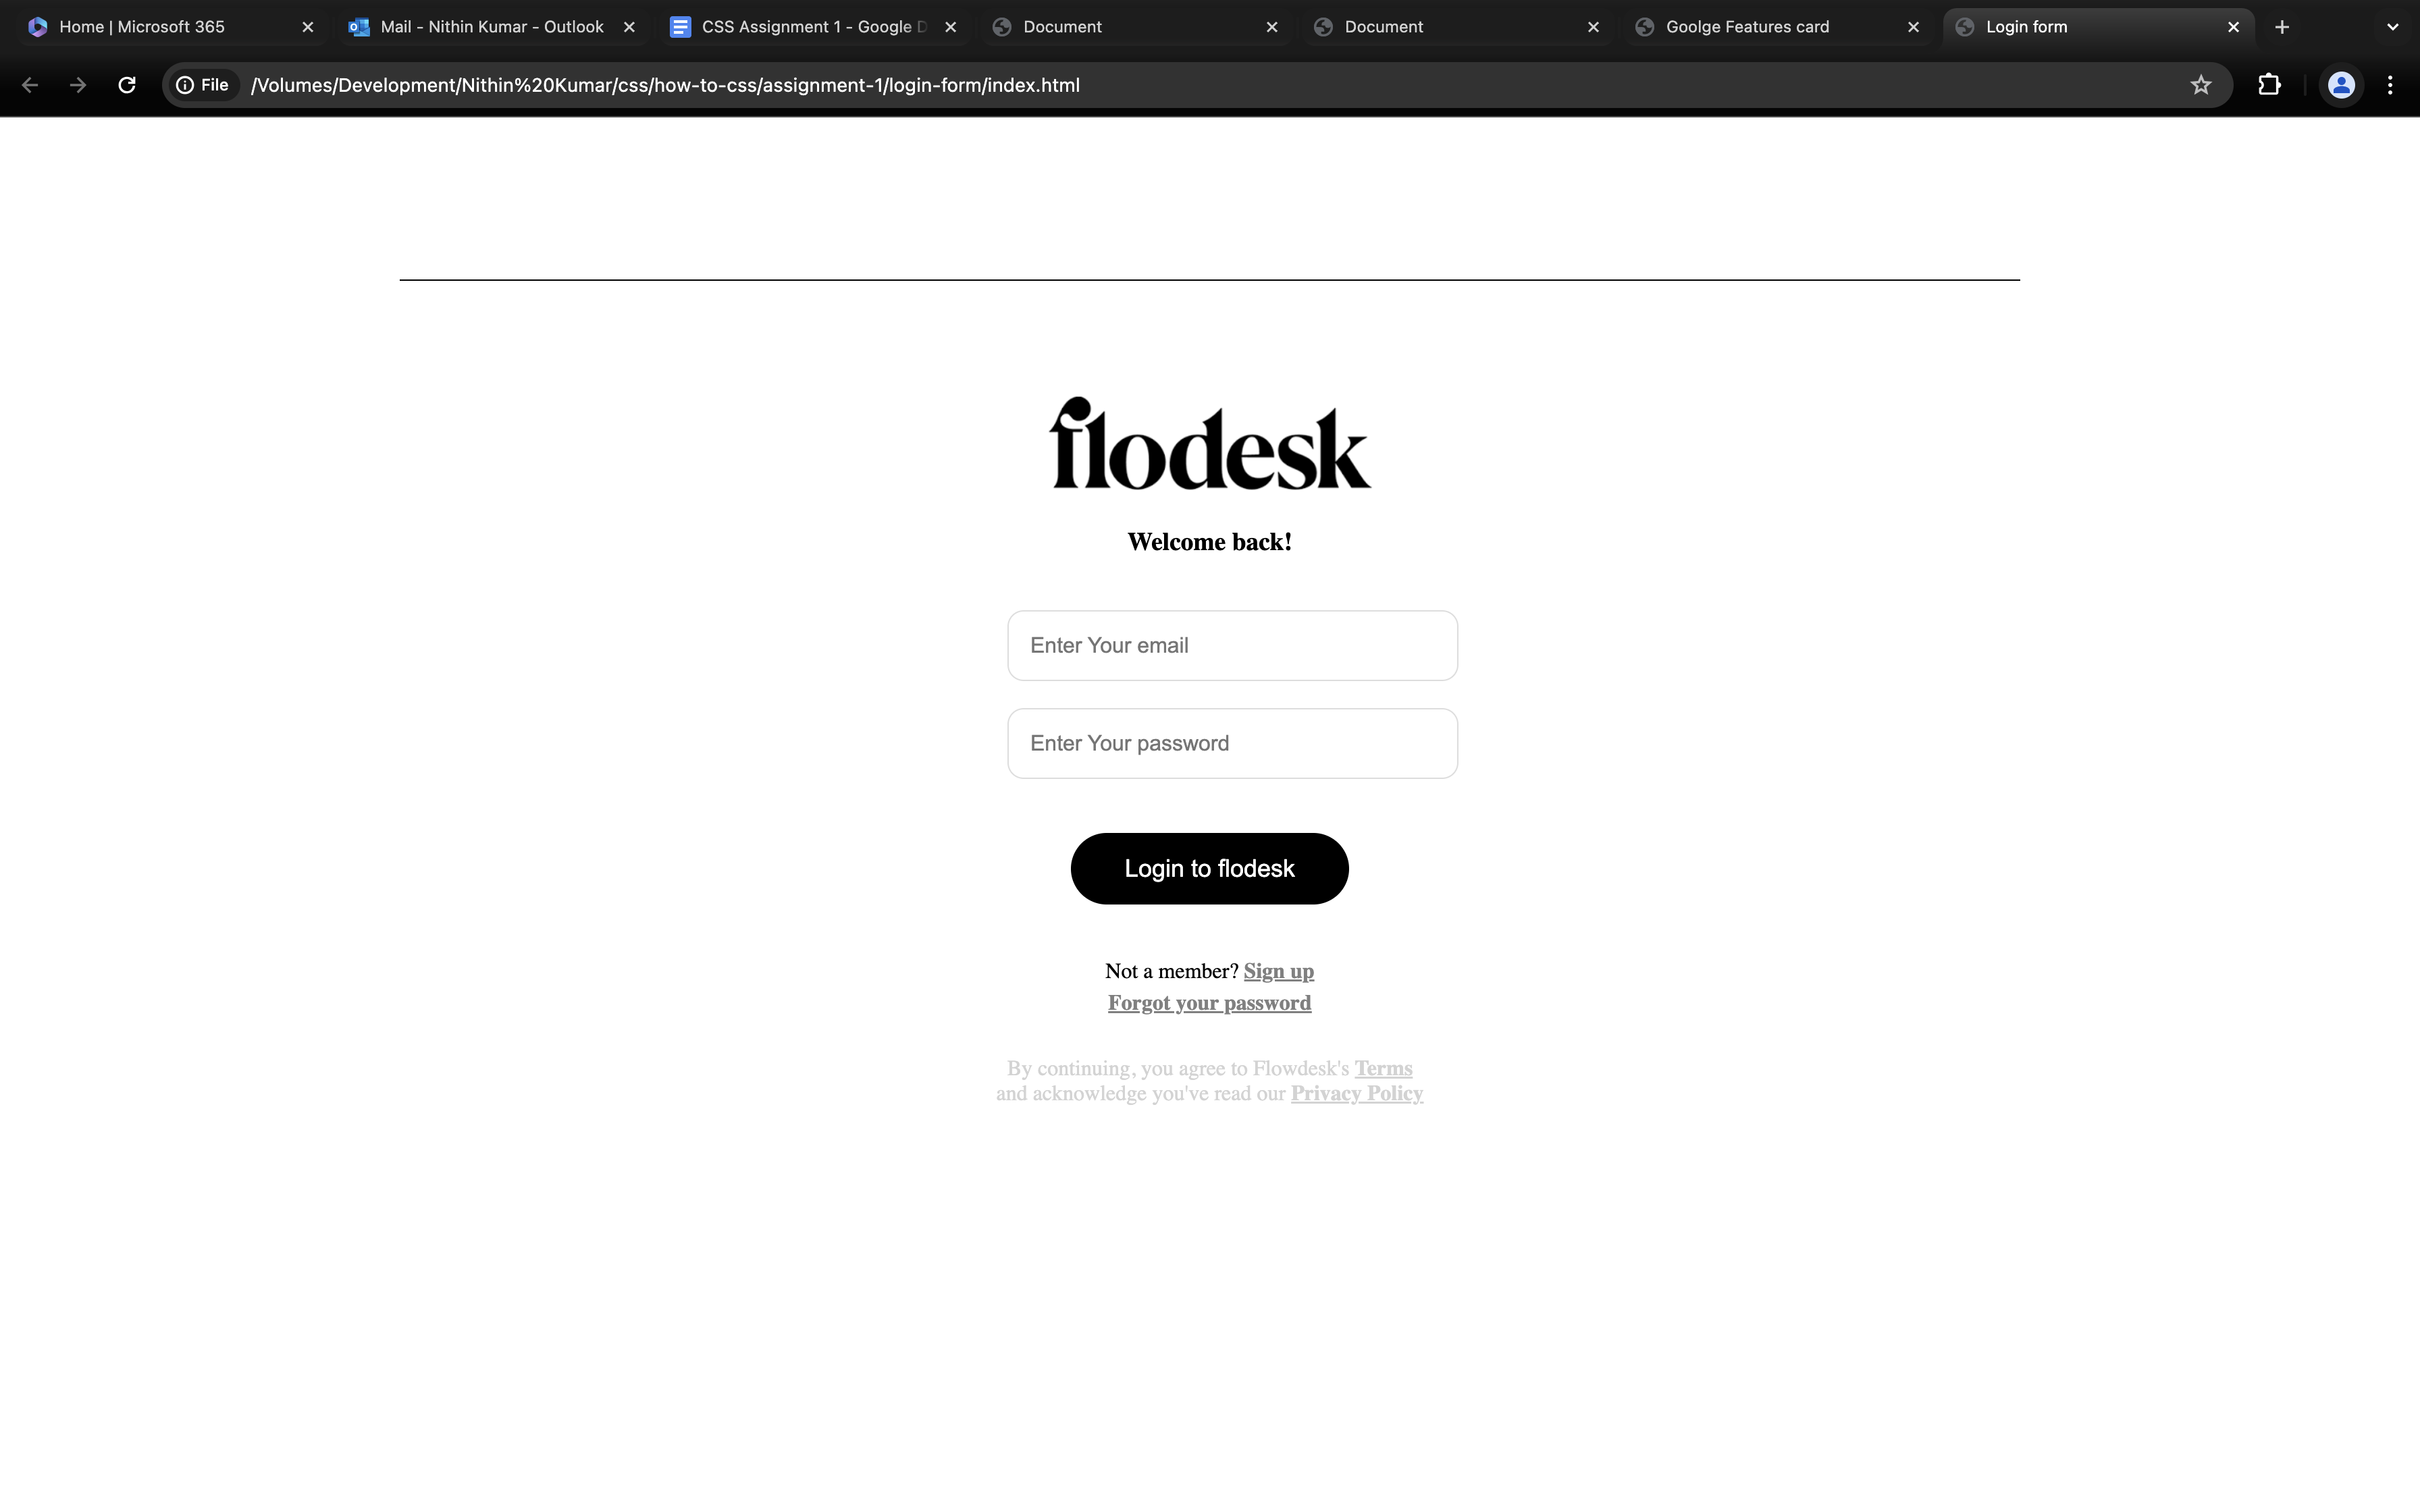 Home | Microsoft 365
Mail - Nithin Kumar - Outlook
CSS Assignment 1 - Google D
Document
Document
Goolge Features card
Login form
File
/Volumes/Development/Nithin%20Kumar/css/how-to-css/assignment-1/login-form/index.html
flodesk
Welcome back!
Enter Your email
Enter Your password
Login to flodesk
Not a member? Sign up
Forgot your password
By continuing, you agree to Flowdesk's Terms
and acknowledge you've read our Privacy Policy